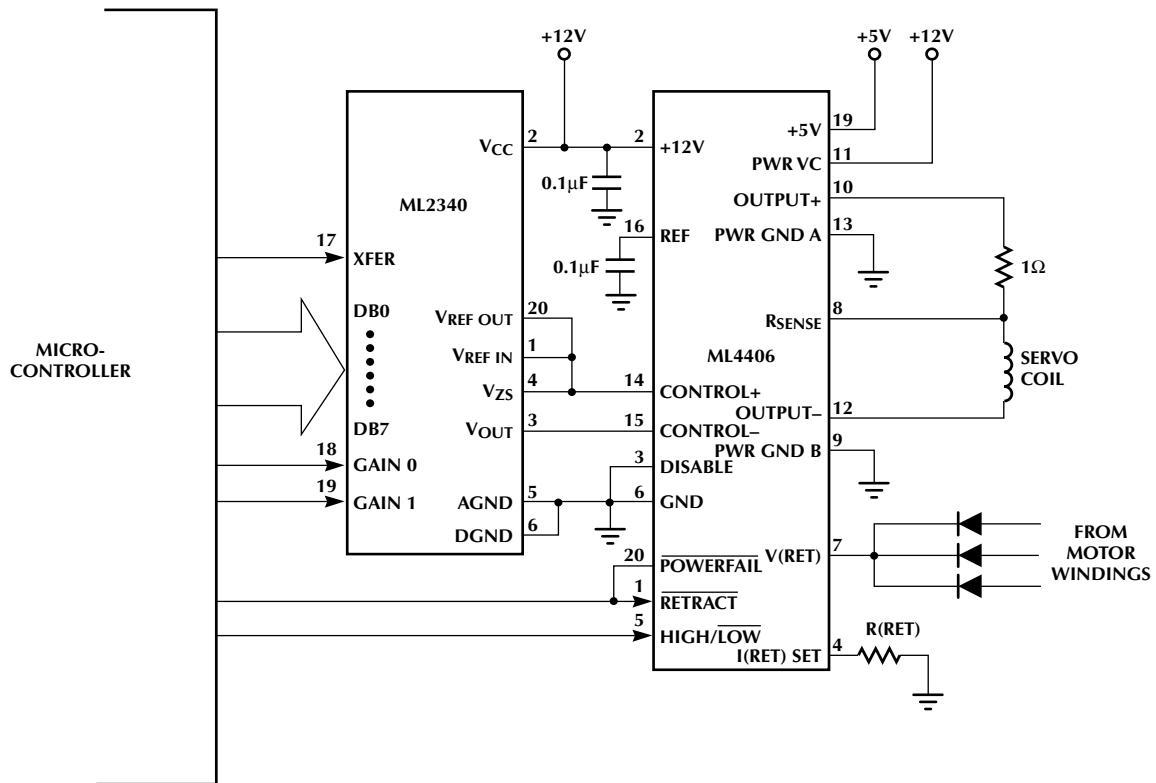 +12V
+5V
+12V
2
VCC
2
+12V
+5V
19
PWR VC
11
0.1µF
ML2340
OUTPUT+
10
16
REF
PWR GND A
13
17
XFER
0.1µF
1Ω
DB0
VREF OUT
20
RSENSE
8
MICRO-
CONTROLLER
VREF IN
1
ML4406
SERVO
COIL
VZS
4
14
CONTROL+
OUTPUT–
12
DB7
VOUT
3
15
CONTROL–
PWR GND B
9
18
GAIN 0
3
DISABLE
19
GAIN 1
AGND
5
6
GND
DGND
6
20
POWERFAIL
V(RET)
7
FROM
MOTOR
WINDINGS
1
RETRACT
5
HIGH/LOW
R(RET)
I(RET) SET
4